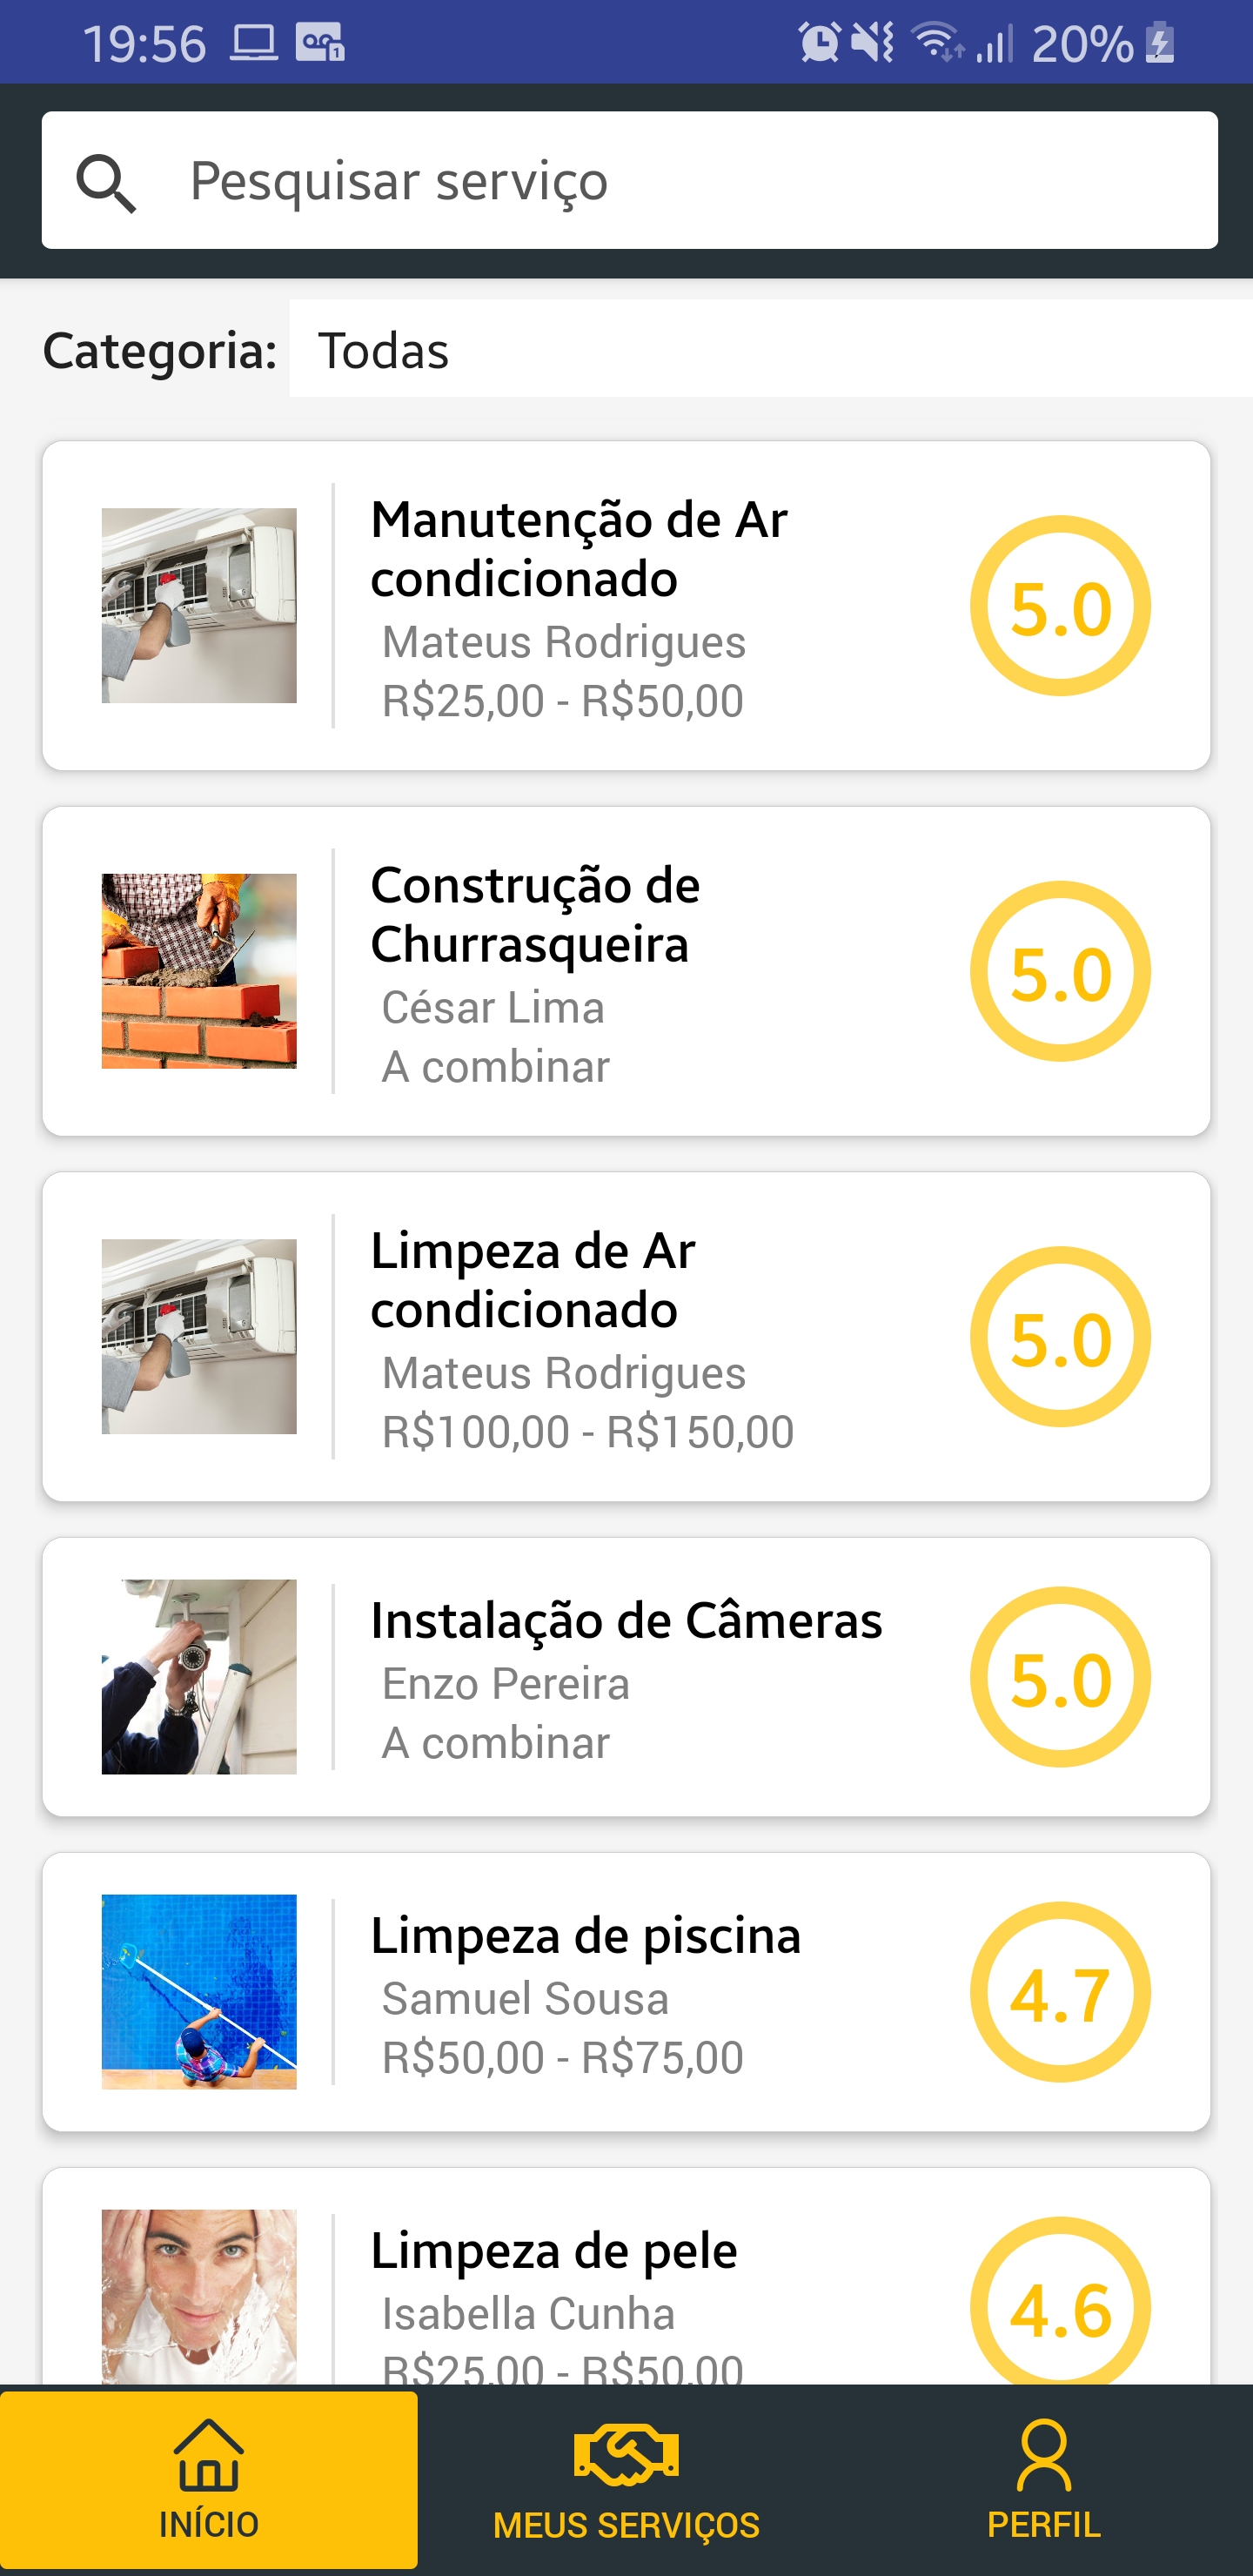 19:56 1 20%
Pesquisar serviço
Categoria: Todas
Manutenção de Ar
condicionado
Mateus Rodrigues
R$25,00 - R$50,00
5.0
Construção de
Churrasqueira
César Lima
A combinar
5.0
Limpeza de Ar
condicionado
Mateus Rodrigues
R$100,00 - R$150,00
5.0
Instalação de Câmeras
Enzo Pereira
A combinar
5.0
Limpeza de piscina
Samuel Sousa
R$50,00 - R$75,00
4.7
Limpeza de pele
Isabella Cunha
R$25,00 - R$50,00
4.6
INÍCIO
MEUS SERVIÇOS
PERFIL